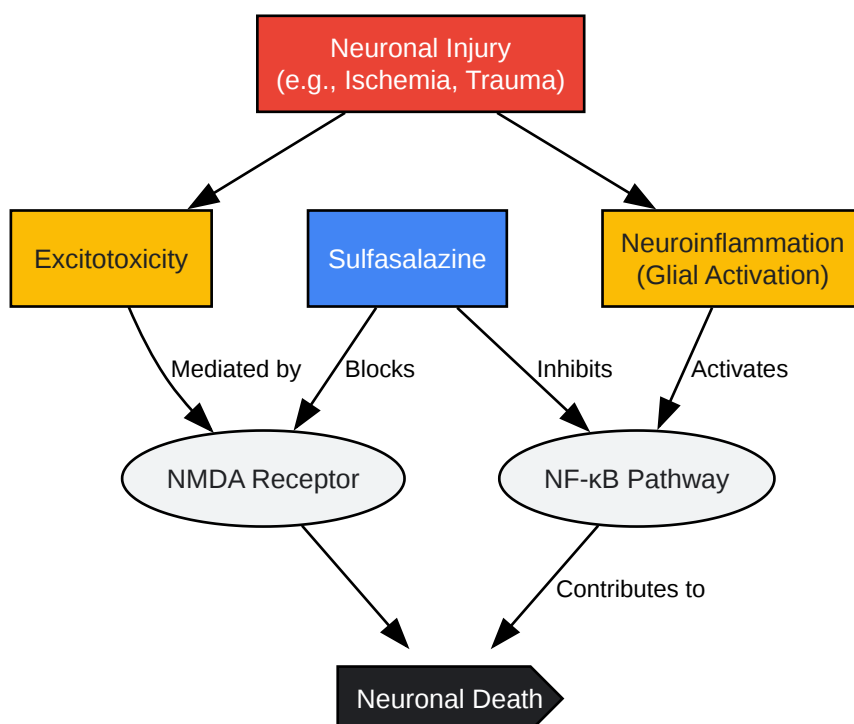 Neuronal Injury
(e.g., Ischemia, Trauma)
Excitotoxicity
Sulfasalazine
Neuroinflammation
(Glial Activation)
Mediated by
Blocks
Inhibits
Activates
NMDA Receptor
NF-κB Pathway
Contributes to
Neuronal Death